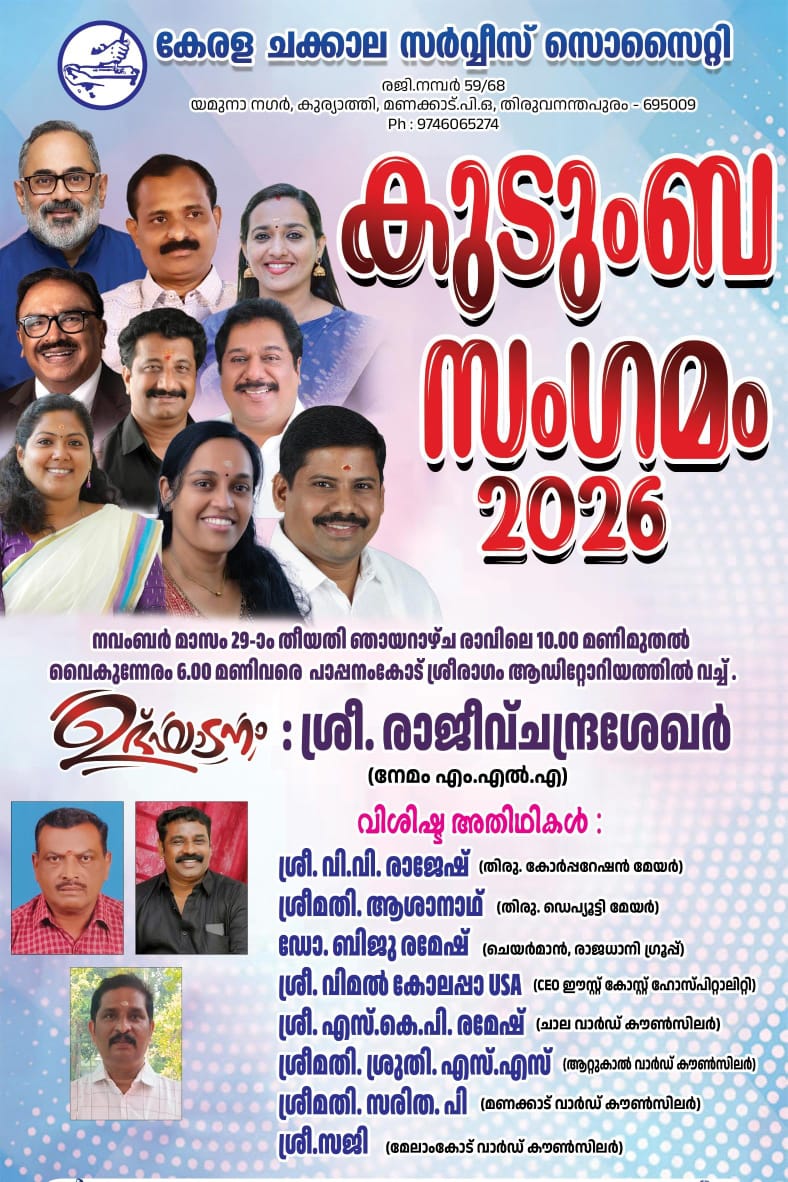 കേരള ചക്കാല സർവ്വീസ് സൊസൈറ്റി
രജി.നമ്പർ 59/68
യമുനാ നഗർ, കുര്യാത്തി, മണക്കാട്.പി.ഒ, തിരുവനന്തപുരം - 695009
Ph : 9746065274
കുടുംബ
സംഗമം
2026
നവംബർ മാസം 29-ാം തീയതി ഞായറാഴ്ച രാവിലെ 10.00 മണിമുതൽ
വൈകുന്നേരം 6.00 മണിവരെ പാപ്പനംകോട് ശ്രീരാഗം ആഡിറ്റോറിയത്തിൽ വച്ച്.
ഉദ്ഘാടനം : ശ്രീ. രാജീവ്ചന്ദ്രശേഖർ
(നേമം എം.എൽ.എ)
വിശിഷ്ട അതിഥികൾ :
ശ്രീ. വി.വി. രാജേഷ് (തിരു. കോർപ്പറേഷൻ മേയർ)
ശ്രീമതി. ആശാനാഥ് (തിരു. ഡെപ്യൂട്ടി മേയർ)
ഡോ. ബിജു രമേഷ് (ചെയർമാൻ, രാജധാനി ഗ്രൂപ്പ്)
ശ്രീ. വിമൽ കോലപ്പാ USA (CEO ഈസ്റ്റ് കോസ്റ്റ് ഹോസ്പിറ്റാലിറ്റി)
ശ്രീ. എസ്.കെ.പി. രമേഷ് (ചാല വാർഡ് കൗൺസിലർ)
ശ്രീമതി. ശ്രുതി. എസ്.എസ് (ആറ്റുകാൽ വാർഡ് കൗൺസിലർ)
ശ്രീമതി. സരിത. പി (മണക്കാട് വാർഡ് കൗൺസിലർ)
ശ്രീ.സജി (മേലാംകോട് വാർഡ് കൗൺസിലർ)